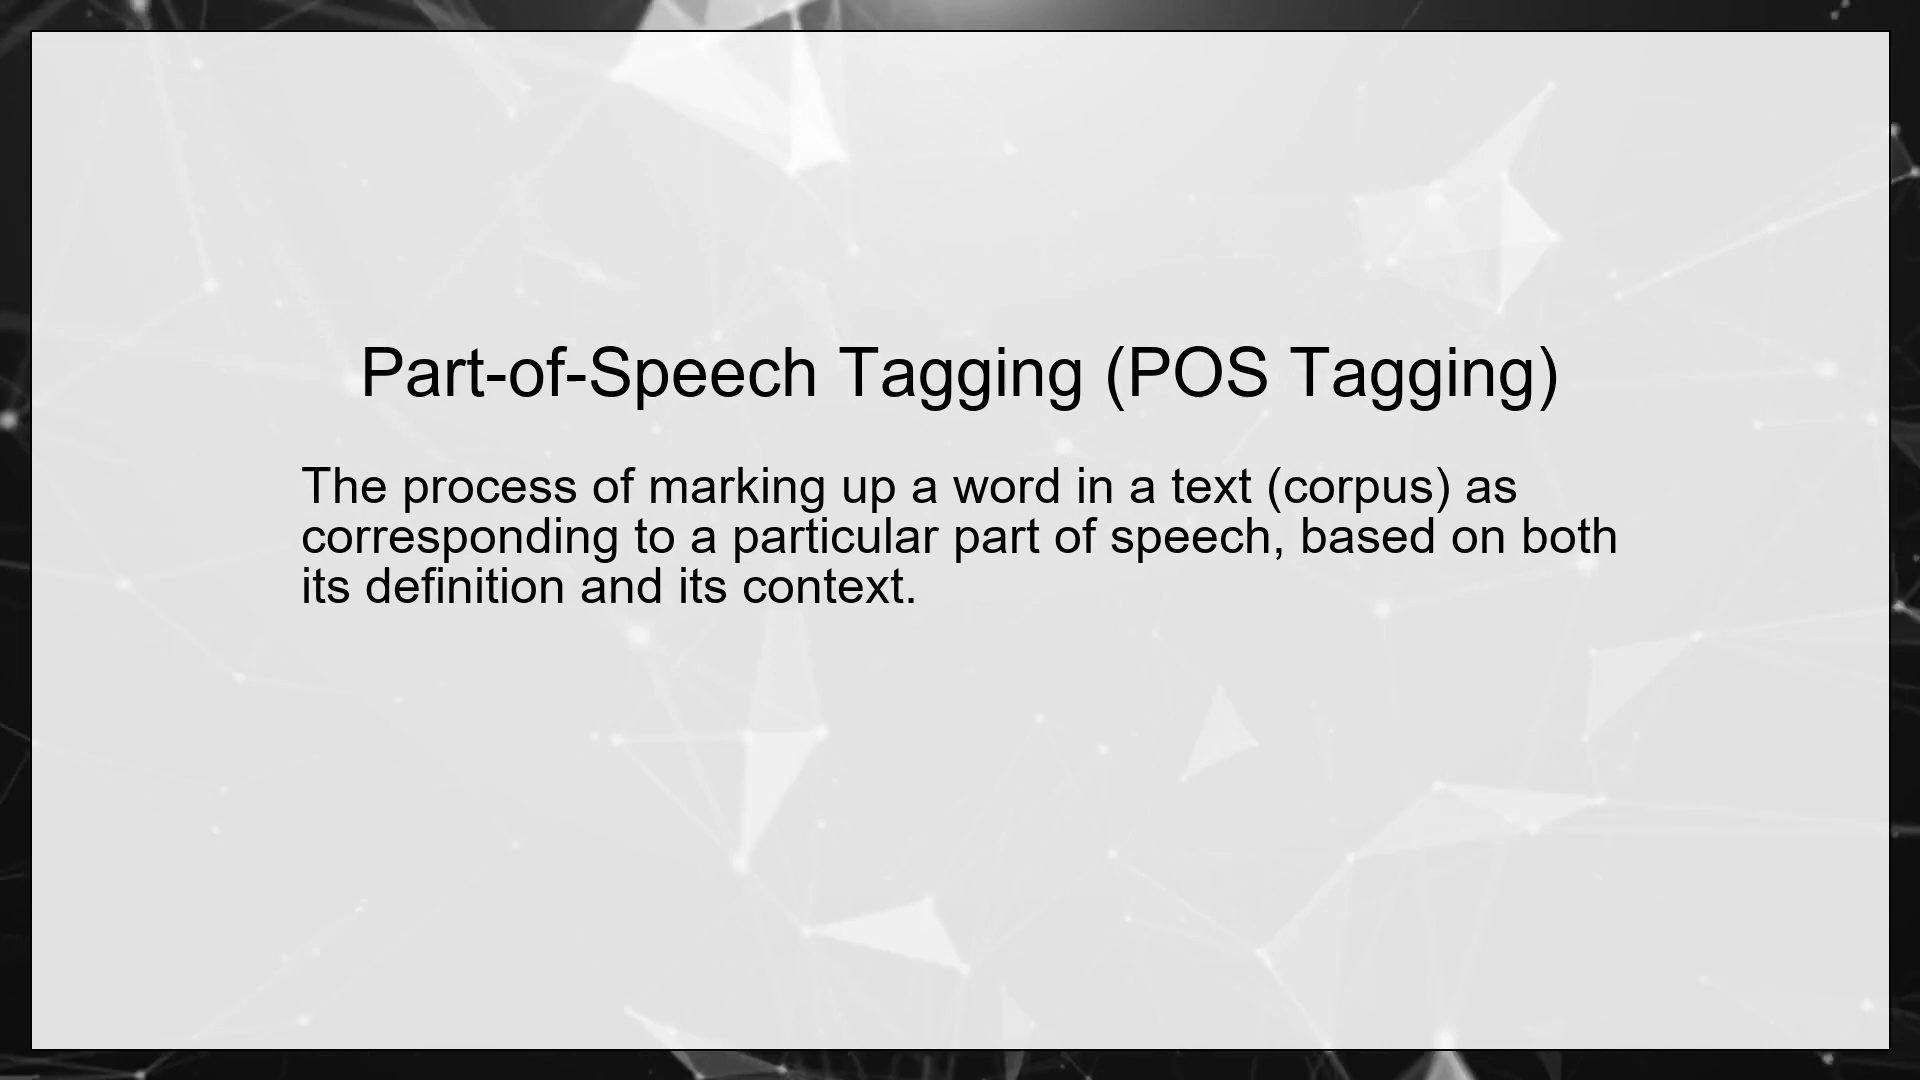 Part-of-Speech Tagging (POS Tagging)
The process of marking up a word in a text (corpus) as
corresponding to a particular part of speech, based on both
its definition and its context.